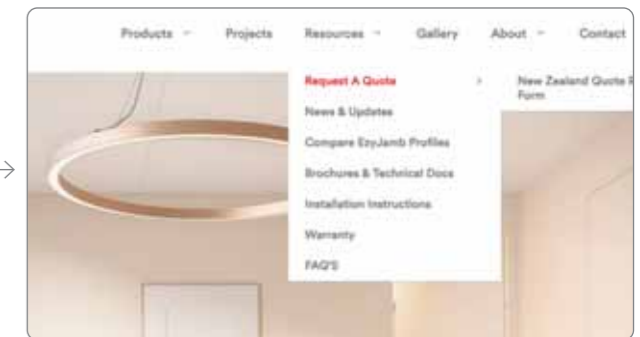 Products Projects Resources Gallery About Contact
Request A Quote
New Zealand Quote
Form
News & Updates
Compare EzyJamb Profiles
Brochures & Technical Docs
Installation Instructions
Warranty
FAQ'S